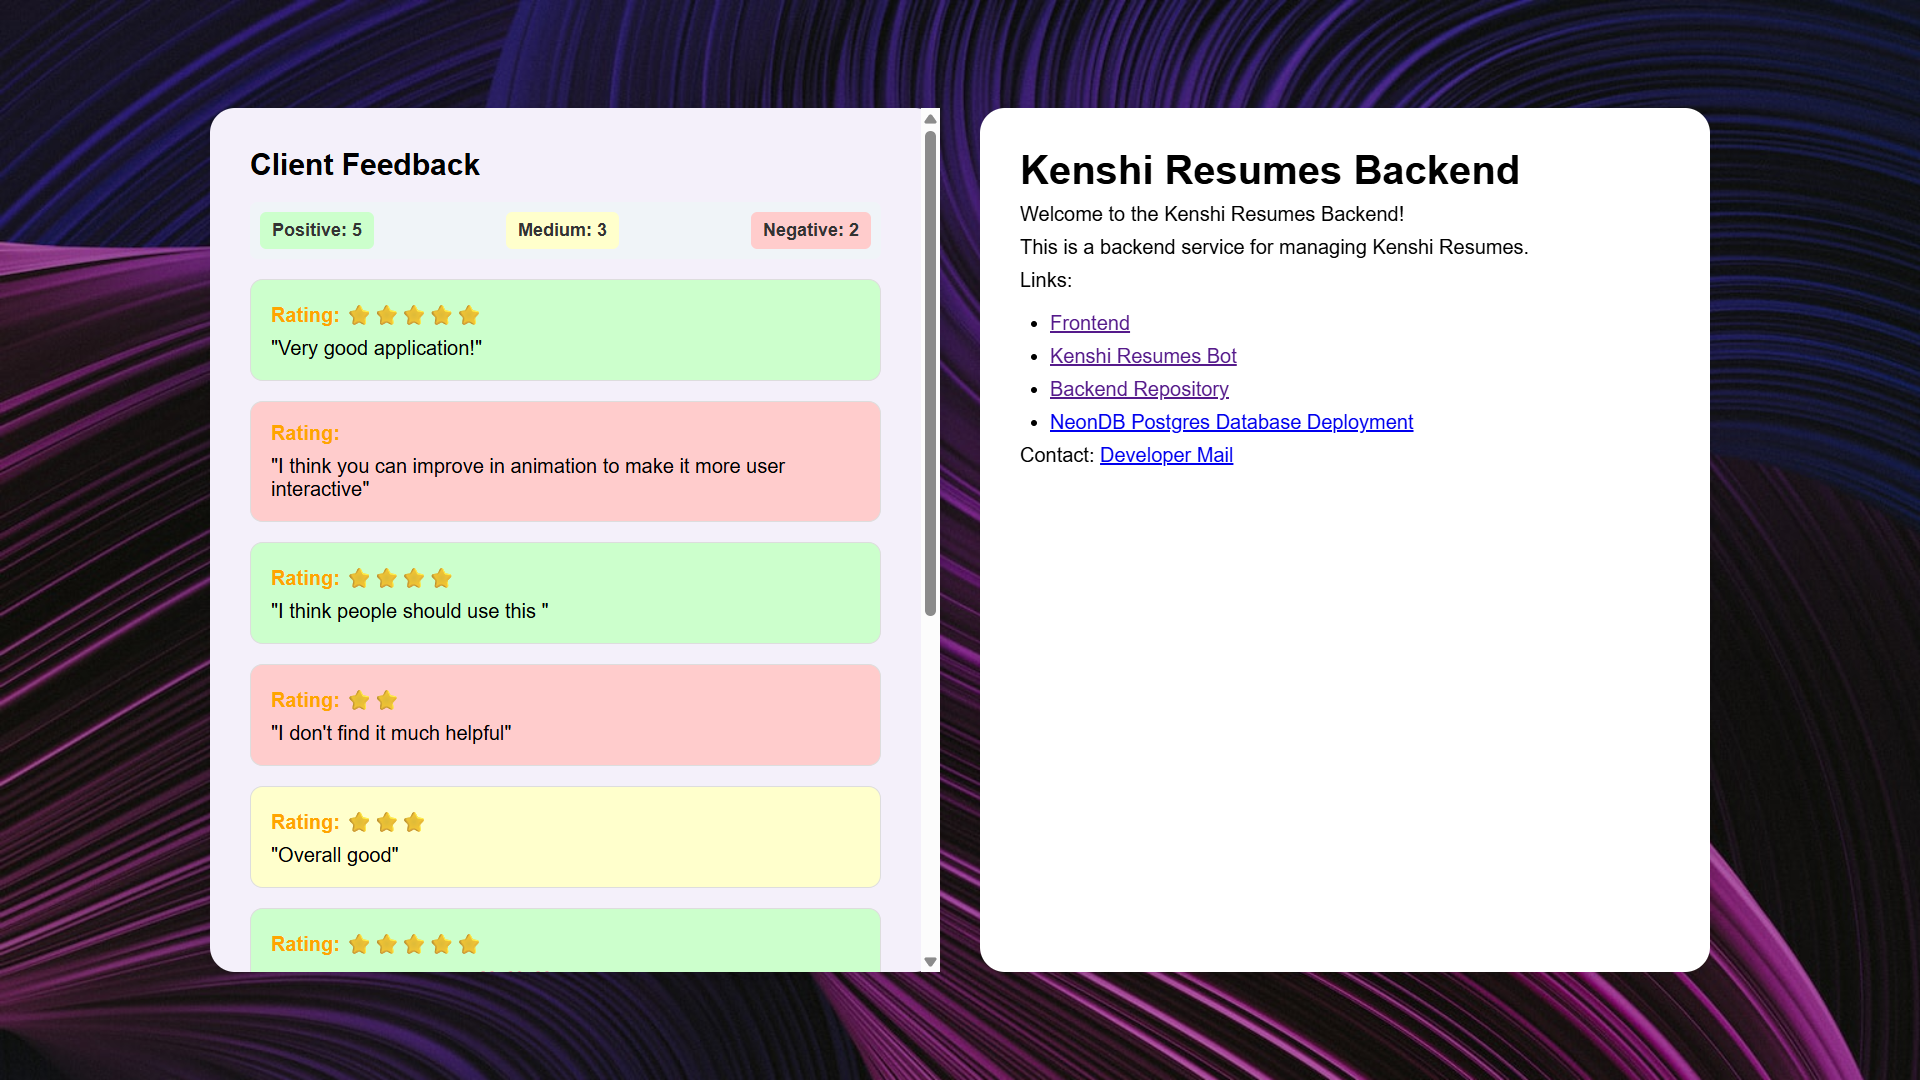 Client Feedback
Positive: 5
Medium: 3
Negative: 2
Rating: ⭐ ⭐ ⭐ ⭐ ⭐
"Very good application!"
Rating:
"I think you can improve in animation to make it more user
interactive"
Rating: ⭐ ⭐ ⭐ ⭐
"I think people should use this "
Rating: ⭐ ⭐
"I don't find it much helpful"
Rating: ⭐ ⭐ ⭐
"Overall good"
Rating: ⭐ ⭐ ⭐ ⭐ ⭐
Kenshi Resumes Backend
Welcome to the Kenshi Resumes Backend!
This is a backend service for managing Kenshi Resumes.
Links:
• Frontend
• Kenshi Resumes Bot
• Backend Repository
• NeonDB Postgres Database Deployment
Contact: Developer Mail